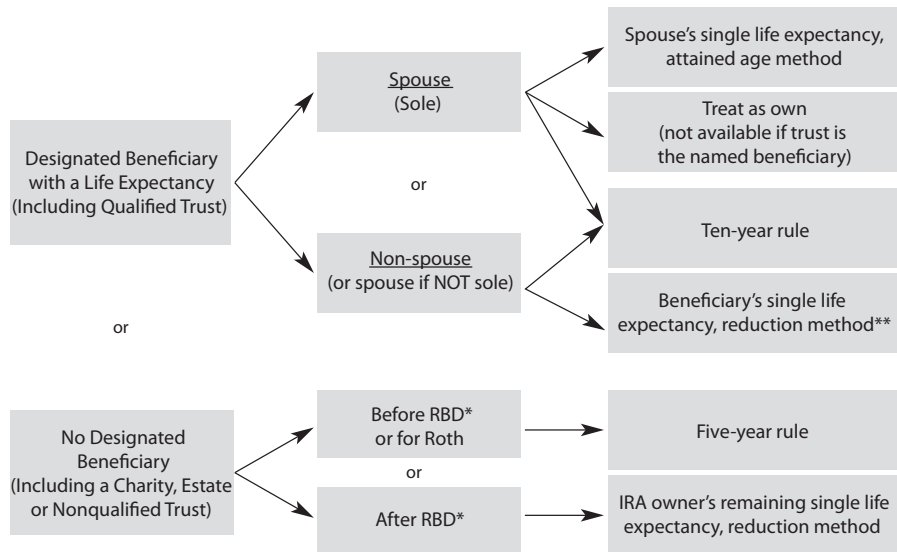 Designated Beneficiary
with a Life Expectancy
(Including Qualified Trust)
or
No Designated
Beneficiary
(Including a Charity, Estate
or Nonqualified Trust)
Spouse
(Sole)
or
Non-spouse
(or spouse if NOT sole)
Before RBD*
or for Roth
or
After RBD*
Spouse's single life expectancy,
attained age method
Treat as own
(not available if trust is
the named beneficiary)
Ten-year rule
Beneficiary's single life
expectancy, reduction method**
Five-year rule
IRA owner's remaining single life
expectancy, reduction method